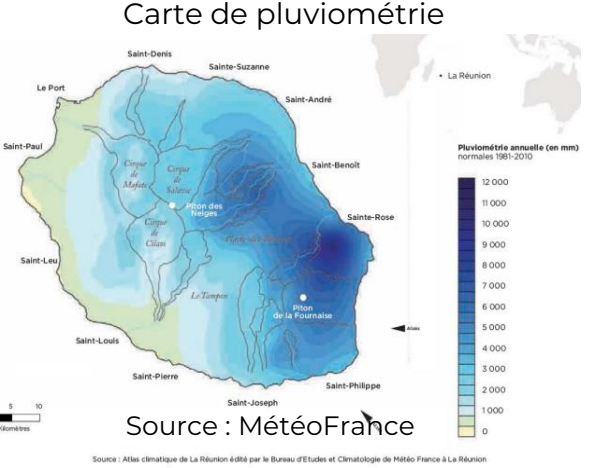 Carte de pluviométrie
Saint-Denis
Sainte-Suzanne
Le Port
Saint-André
La Réunion
Saint-Paul
Pluviométrie annuelle (en mm)
normales 1981-2010
Cirque
de
Mafate
Cirque
de
Salazie
Saint-Benoît
12 000
11 000
10 000
9 000
8 000
7 000
6 000
5 000
4 000
3 000
2 000
1 000
0
Piton des
Neiges
Sainte-Rose
Cirque
de
Cilaos
Saint-Leu
Le Tampon
Piton
de la Fournaise
Alizés
Saint-Louis
Saint-Pierre
Saint-Philippe
Saint-Joseph
5 10
Kilomètres
Source : MétéoFrance
Source : Atlas climatique de La Réunion édité par le Bureau d'Etudes et Climatologie de Météo France à La Réunion